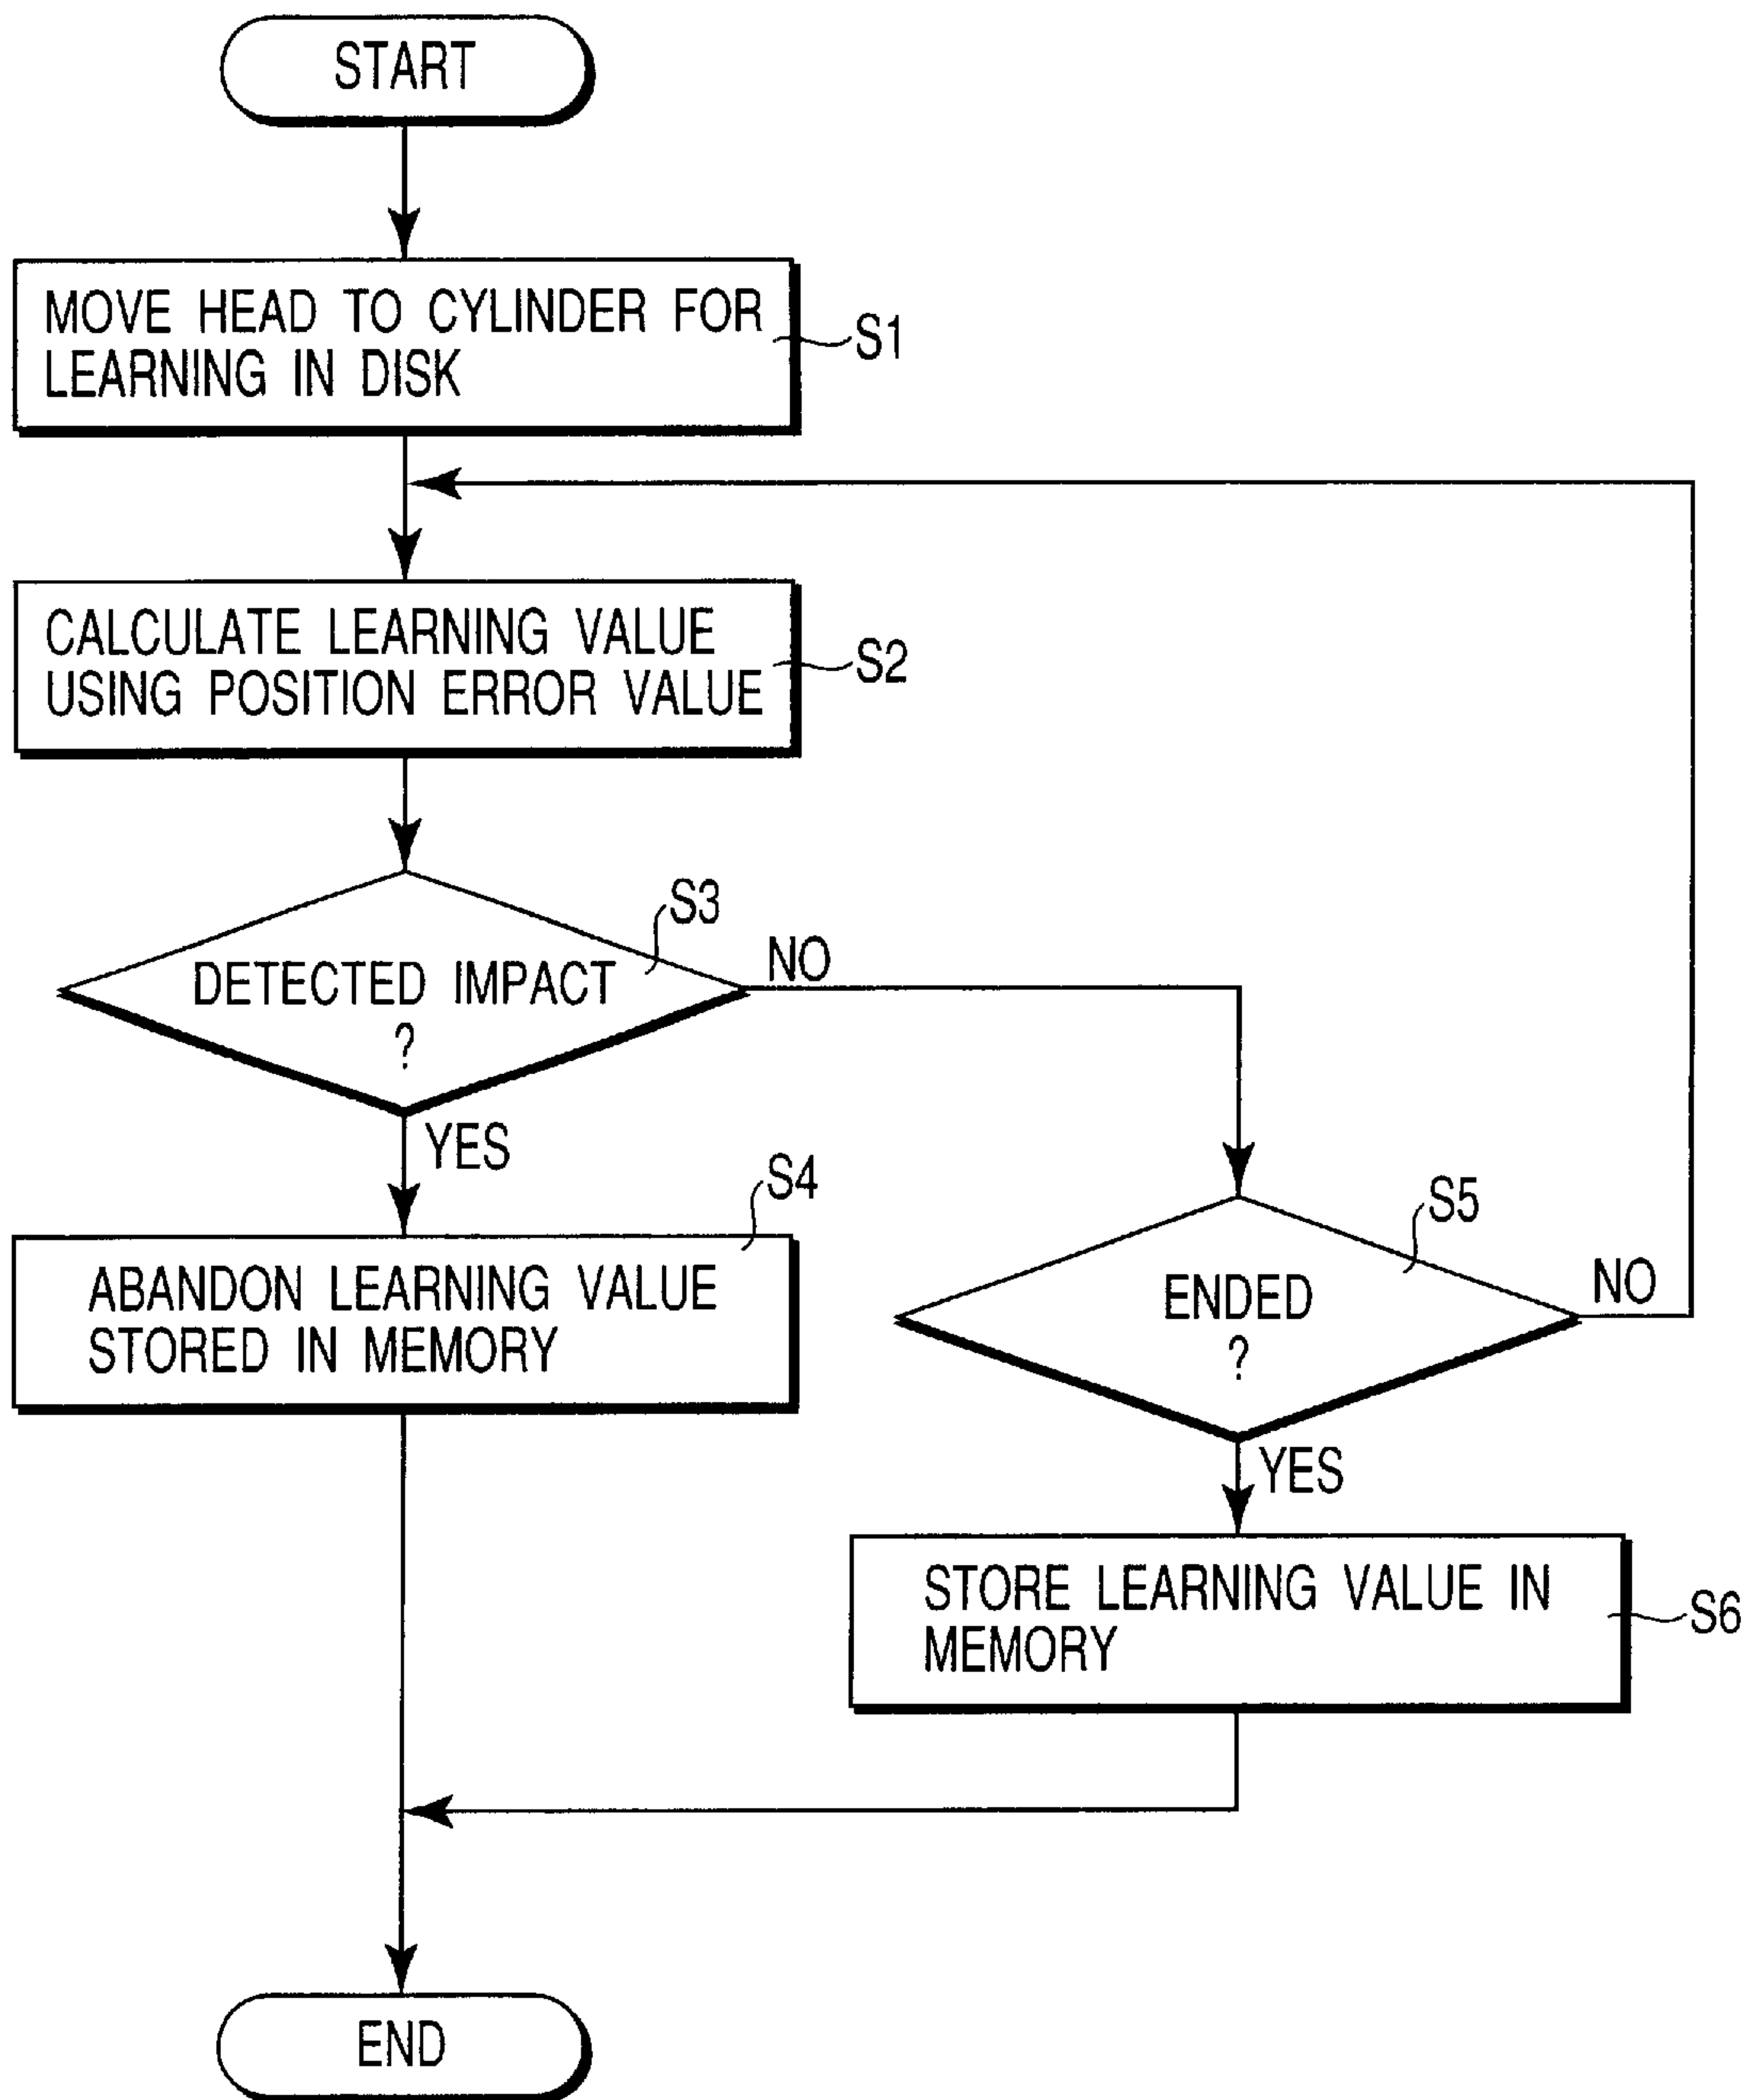 START
MOVE HEAD TO CYLINDER FOR
LEARNING IN DISK
S1
CALCULATE LEARNING VALUE
USING POSITION ERROR VALUE
S2
S3
DETECTED IMPACT
?
NO
YES
S4
ABANDON LEARNING VALUE
STORED IN MEMORY
S5
ENDED
?
NO
YES
STORE LEARNING VALUE IN
MEMORY
S6
END